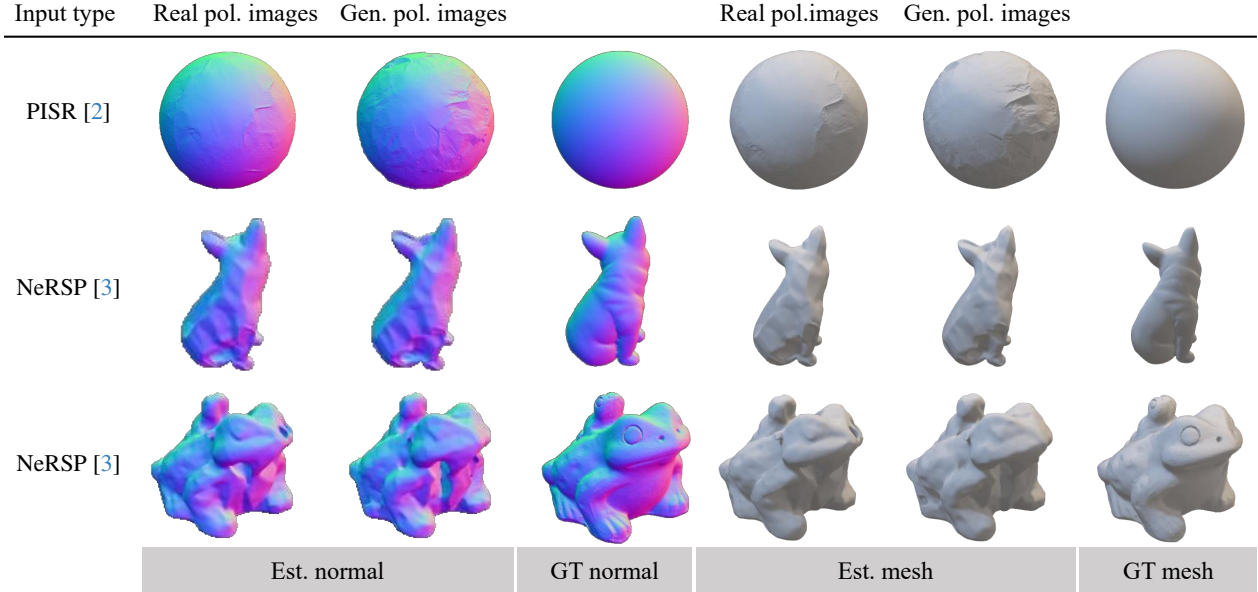 Input type Real pol. images Gen. pol. images Real pol.images Gen. pol. images
PISR [2]
NeRSP [3]
NeRSP [3]
Est. normal GT normal Est. mesh GT mesh